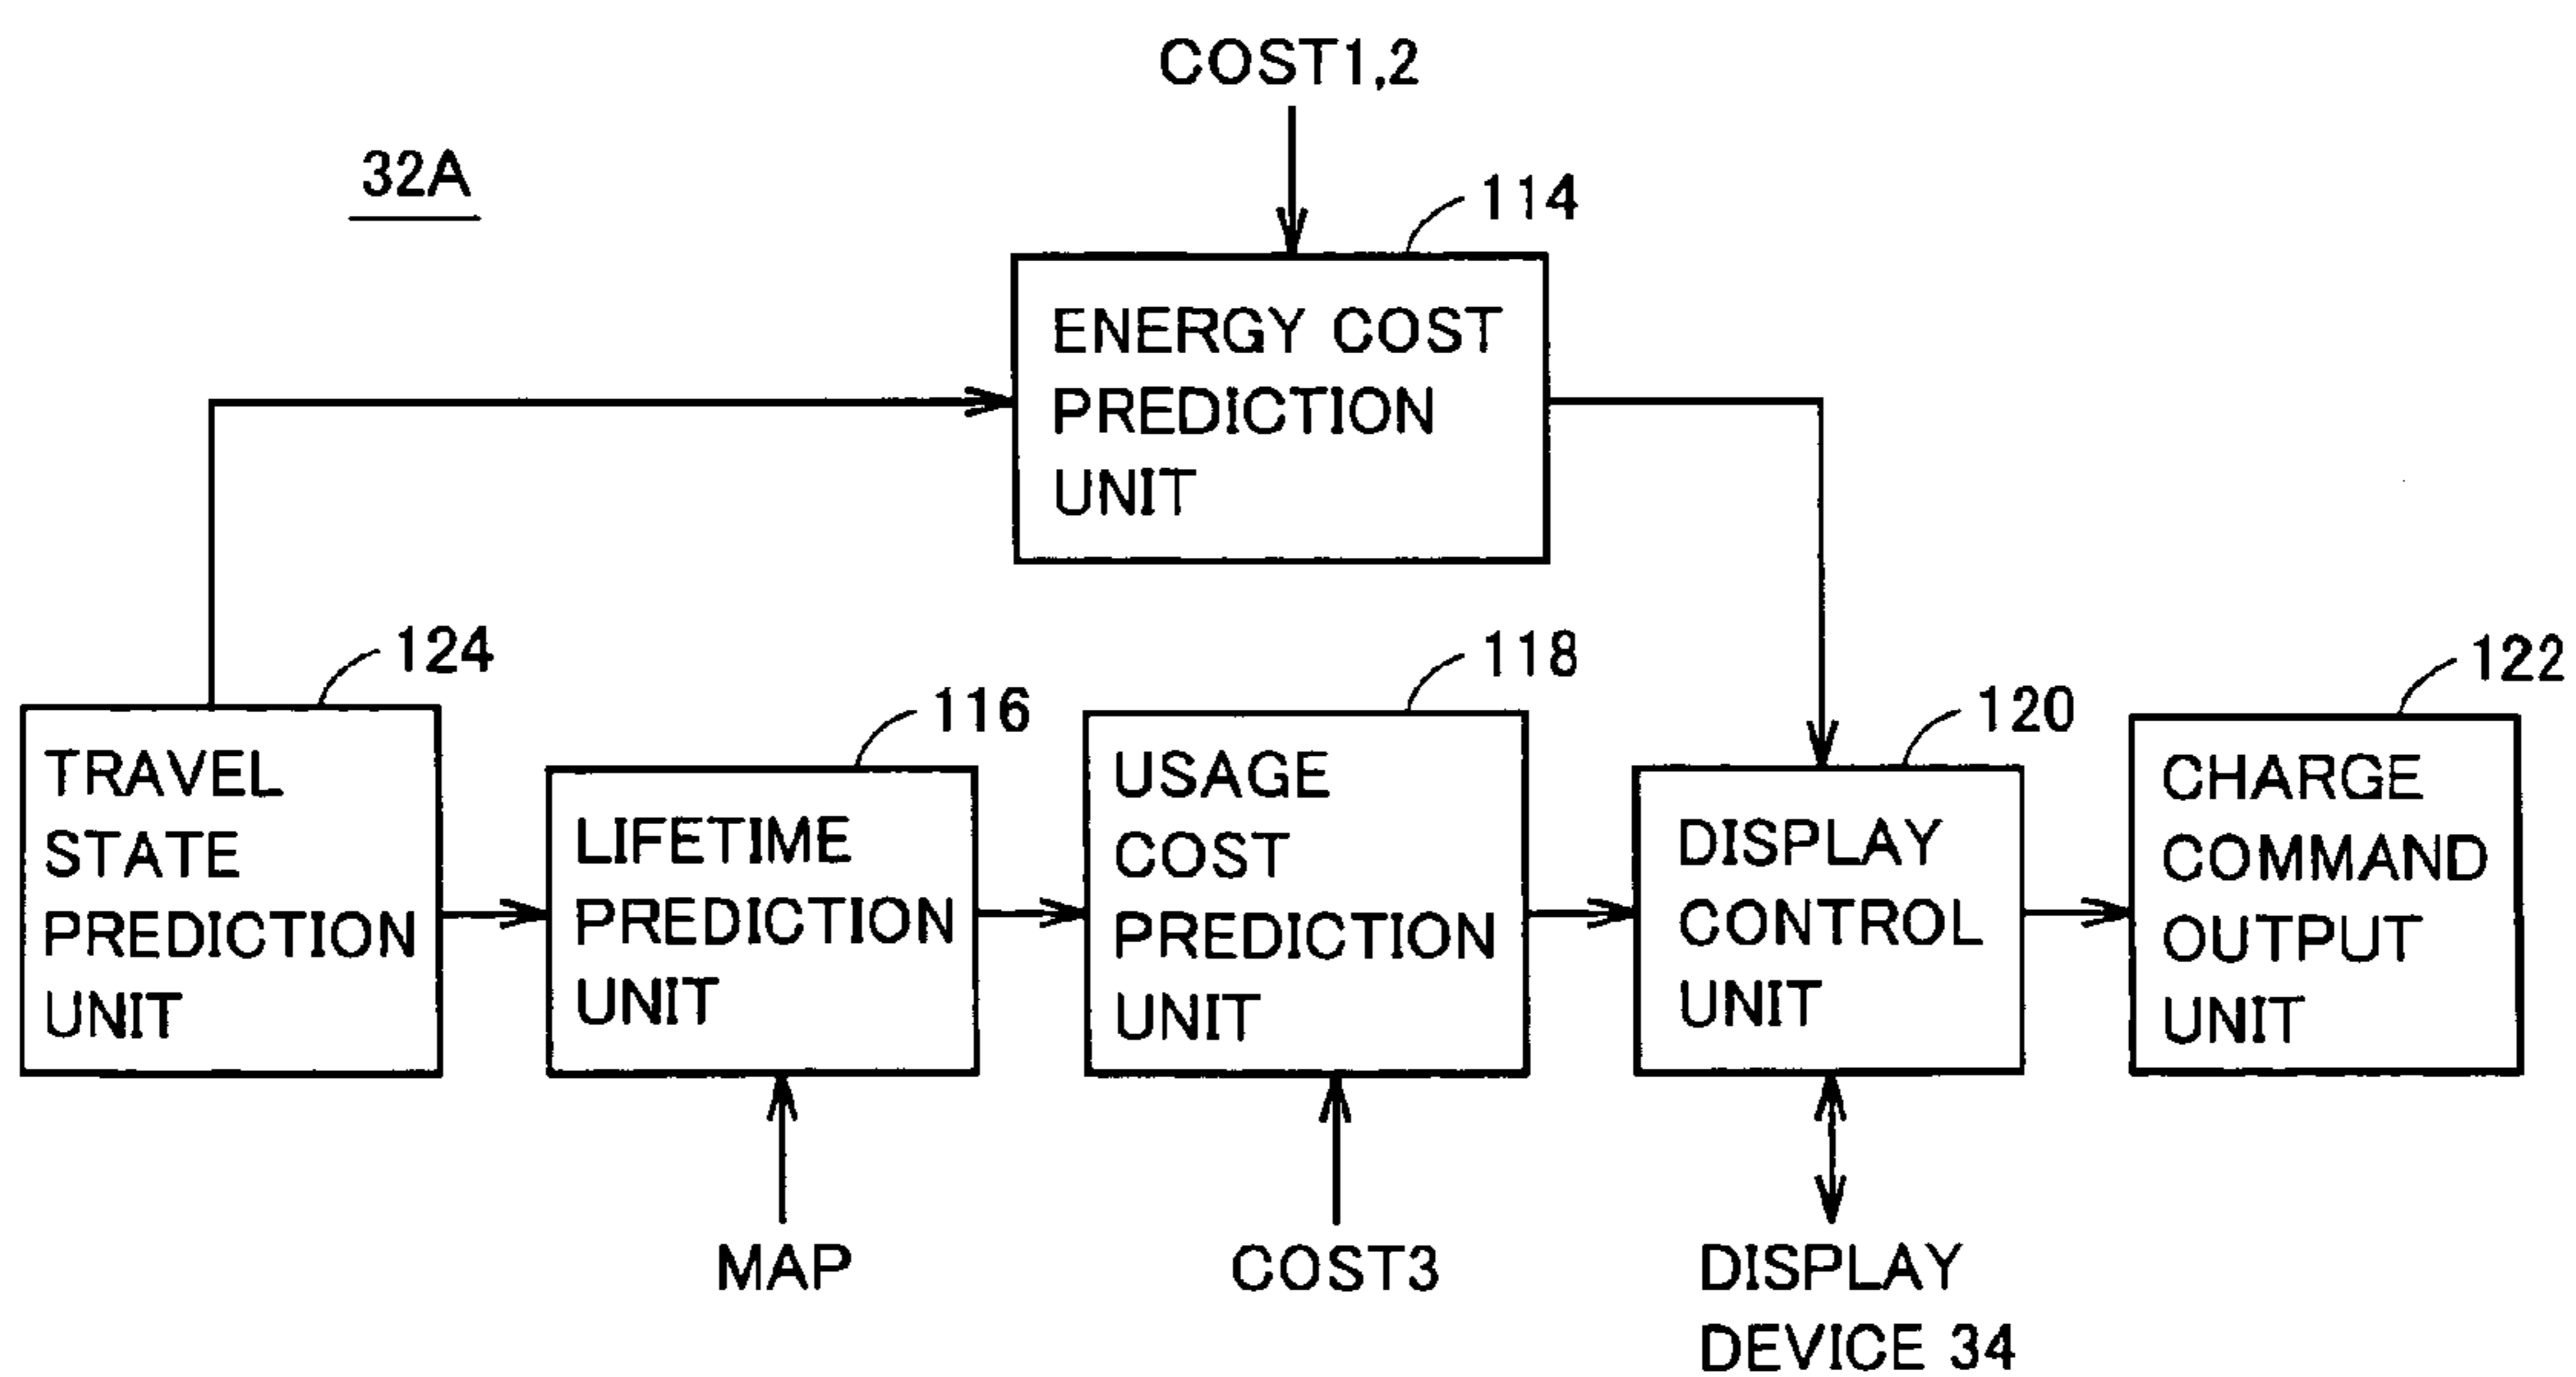 COST1,2
32A
114
ENERGY COST
PREDICTION
UNIT
124
TRAVEL
STATE
PREDICTION
UNIT
116
LIFETIME
PREDICTION
UNIT
118
USAGE
COST
PREDICTION
UNIT
120
DISPLAY
CONTROL
UNIT
122
CHARGE
COMMAND
OUTPUT
UNIT
MAP
COST3
DISPLAY
DEVICE 34